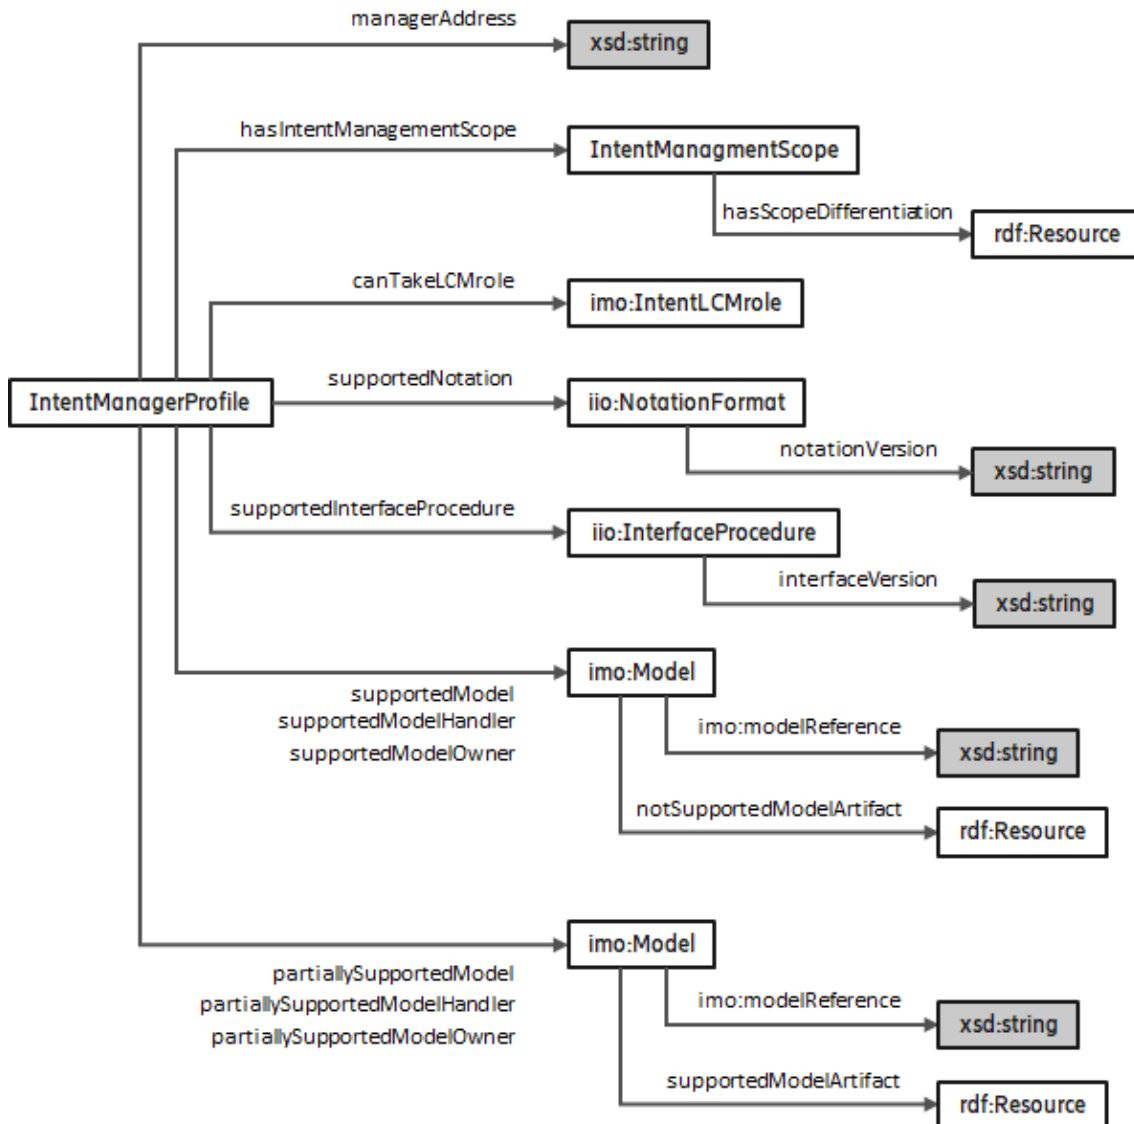 managerAddress
xsd:string
hasIntentManagementScope
IntentManagmentScope
hasScopeDifferentiation
rdf:Resource
canTakeLCMrole
imo:IntentLCMrole
IntentManagerProfile
supportedNotation
iio:NotationFormat
notationVersion
xsd:string
supportedInterfaceProcedure
iio:InterfaceProcedure
interfaceVersion
xsd:string
supportedModel
supportedModelHandler
supportedModelOwner
imo:Model
imo:modelReference
xsd:string
notSupportedModelArtifact
rdf:Resource
partiallySupportedModel
partiallySupportedModelHandler
partiallySupportedModelOwner
imo:Model
imo:modelReference
xsd:string
supportedModelArtifact
rdf:Resource